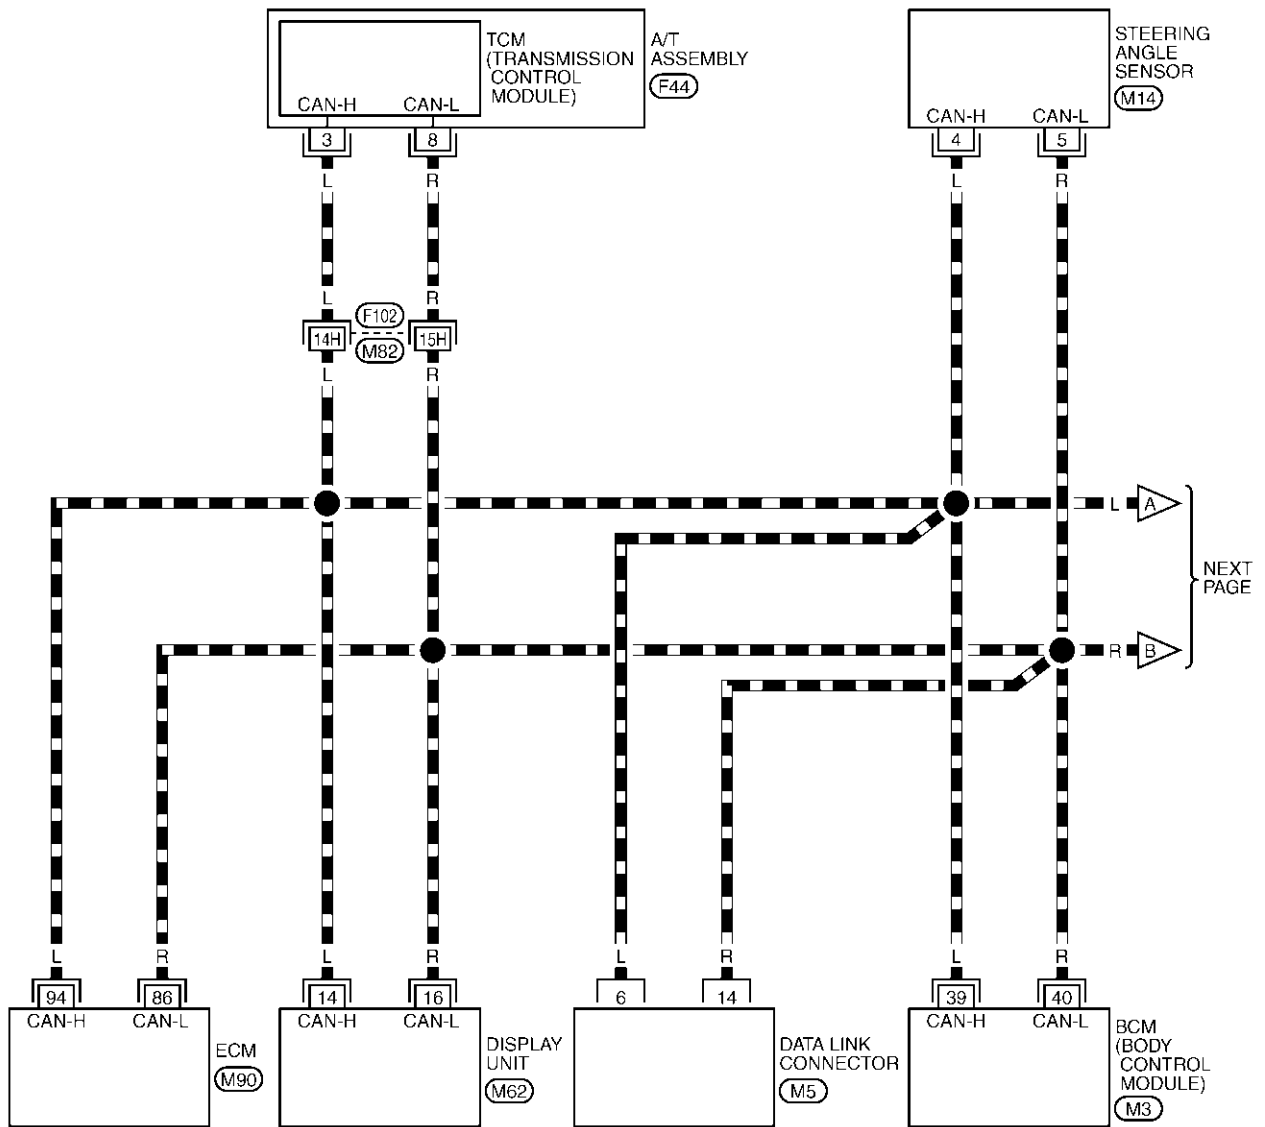 TCM
(TRANSMISSION
CONTROL
MODULE)
A/T
ASSEMBLY
F44
CAN-H
CAN-L
3
8
STEERING
ANGLE
SENSOR
M14
CAN-H
CAN-L
4
5
L
R
L
R
L
R
F102
14H
15H
M82
L
R
L
A
NEXT
PAGE
R
B
L
R
L
R
L
R
L
R
94
86
14
16
6
14
39
40
CAN-H
CAN-L
ECM
M90
CAN-H
CAN-L
DISPLAY
UNIT
M62
DATA LINK
CONNECTOR
M5
CAN-H
CAN-L
BCM
(BODY
CONTROL
MODULE)
M3